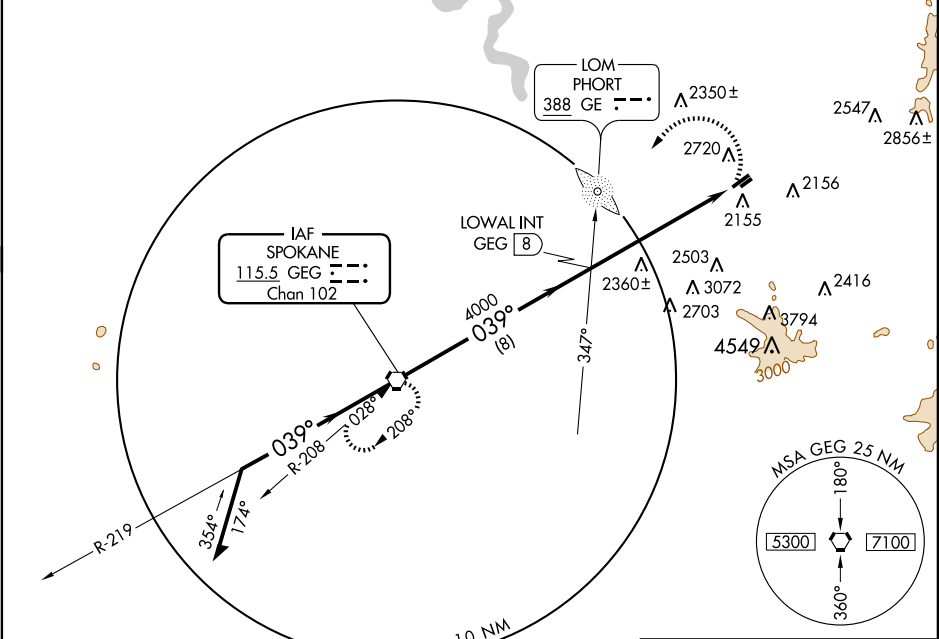 LOM
PHORT
388 GE
2350±
2547
2856±
2720
2156
2155
LOWAL INT
GEG 8
IAF
SPOKANE
115.5 GEG
Chan 102
2360±
2503
3072
2703
2416
3794
4549
3000
4000
039°
(8)
347°
039°
028°
R-208
208°
354°
174°
R-219
10 NM
MSA GEG 25 NM
180°
5300
7100
360°